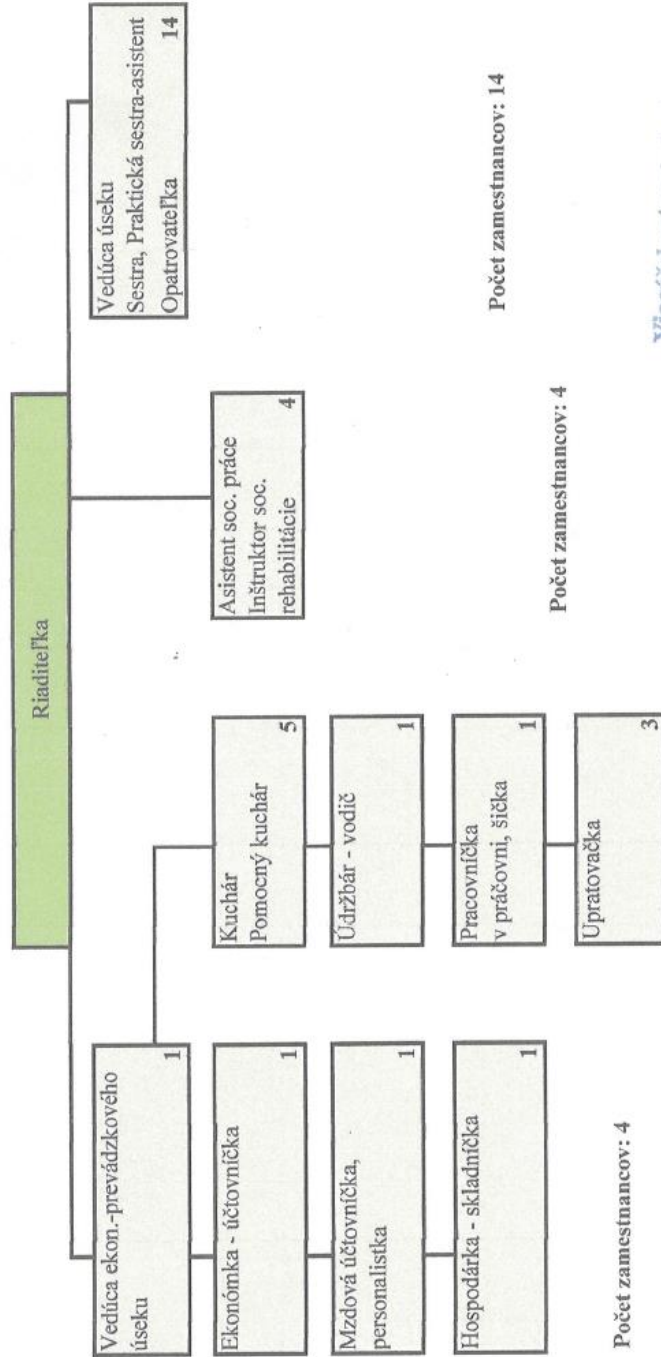 Riaditeľka
Vedúca ekon.-prevádzkového
úseku
1
Ekonómka - účtovníčka
1
Mzdová účtovníčka,
personalistka
1
Hospodárka - skladníčka
1
Počet zamestnancov: 4
Kuchár
Pomocný kuchár
5
Údržbár - vodič
1
Pracovníčka
v práčovni, šička
1
Upratovačka
3
Asistent soc. práce
Inštruktor soc.
rehabilitácie
4
Počet zamestnancov: 4
Vedúca úseku
Sestra, Praktická sestra-asistent
Opatrovateľka
14
Počet zamestnancov: 14